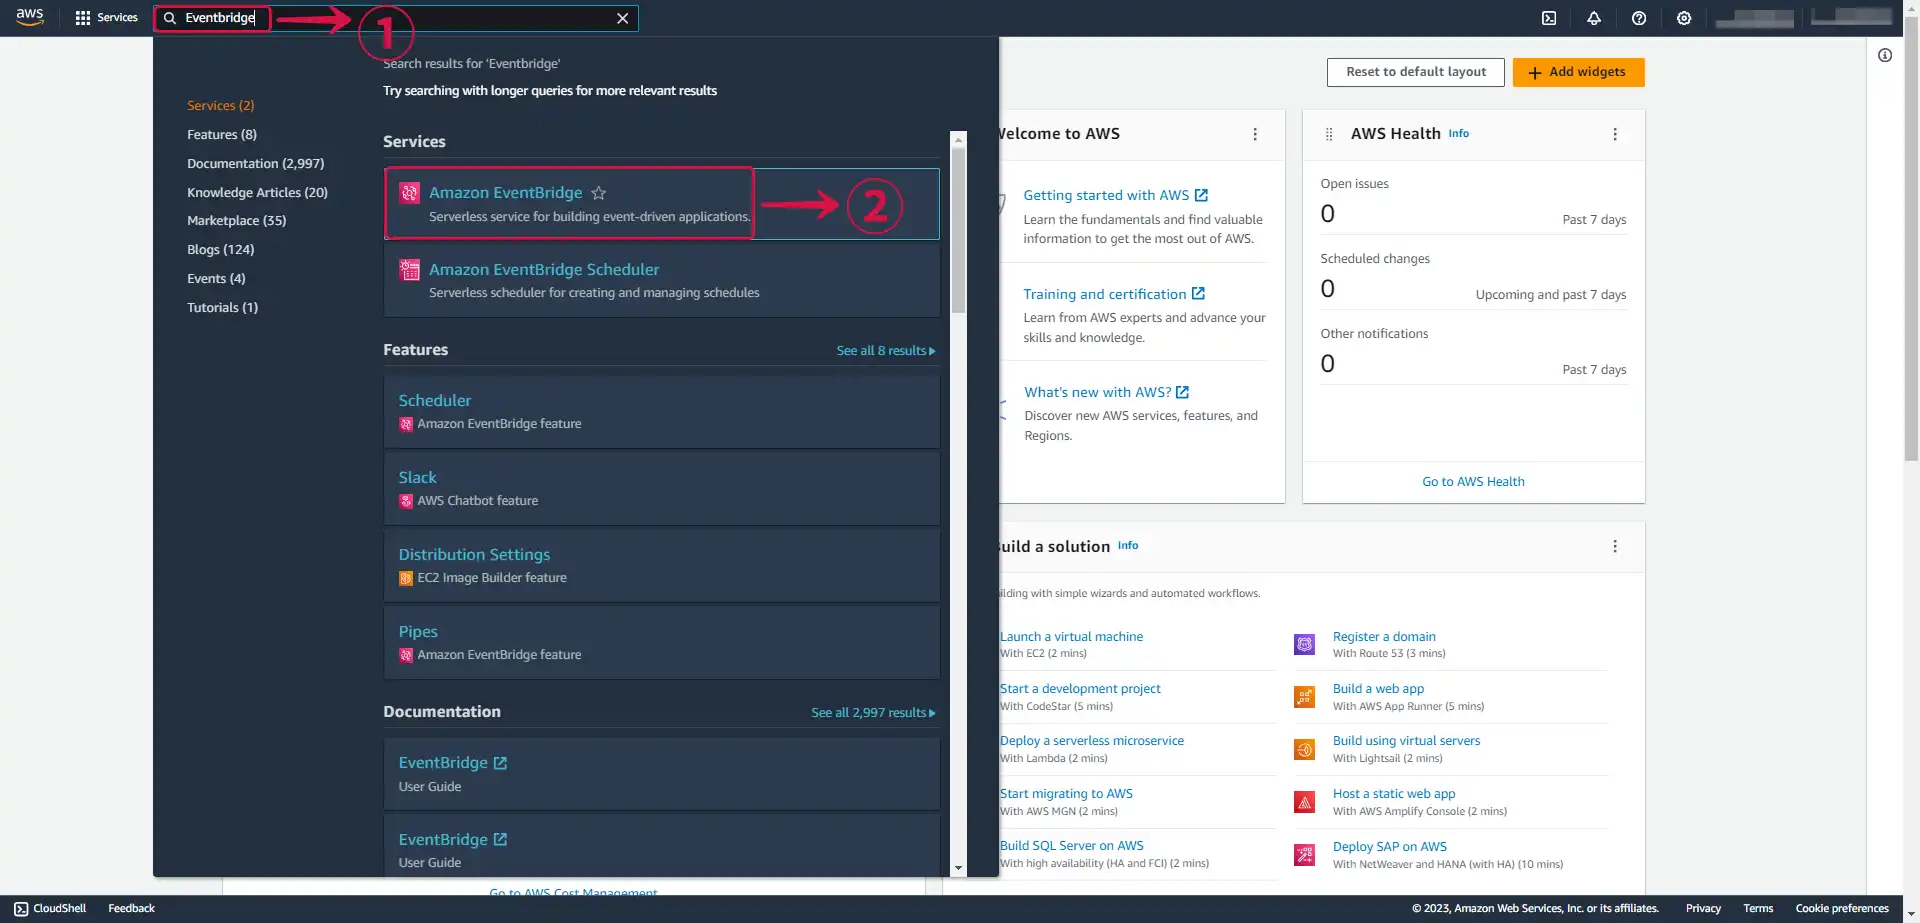 aws
Services
Eventbridge
1
Search results for 'Eventbridge'
Try searching with longer queries for more relevant results
Services (2)
Features (8)
Documentation (2,997)
Knowledge Articles (20)
Marketplace (35)
Blogs (124)
Events (4)
Tutorials (1)
Services
Amazon EventBridge
Serverless service for building event-driven applications.
2
Amazon EventBridge Scheduler
Serverless scheduler for creating and managing schedules
Features
See all 8 results
Scheduler
Amazon EventBridge feature
Slack
AWS Chatbot feature
Distribution Settings
EC2 Image Builder feature
Pipes
Amazon EventBridge feature
Documentation
See all 2,997 results
EventBridge
User Guide
EventBridge
User Guide
Go to AWS Cost Management
Reset to default layout
Add widgets
Welcome to AWS
Getting started with AWS
Learn the fundamentals and find valuable
information to get the most out of AWS.
Training and certification
Learn from AWS experts and advance your
skills and knowledge.
What's new with AWS?
Discover new AWS services, features, and
Regions.
AWS Health Info
Open issues
0
Past 7 days
Scheduled changes
0
Upcoming and past 7 days
Other notifications
0
Past 7 days
Go to AWS Health
uild a solution Info
ilding with simple wizards and automated workflows.
Launch a virtual machine
With EC2 (2 mins)
Start a development project
With CodeStar (5 mins)
Deploy a serverless microservice
With Lambda (2 mins)
Start migrating to AWS
With AWS MGN (2 mins)
Build SQL Server on AWS
With high availability (HA and FCI) (2 mins)
Register a domain
With Route 53 (3 mins)
Build a web app
With AWS App Runner (5 mins)
Build using virtual servers
With Lightsail (2 mins)
Host a static web app
With AWS Amplify Console (2 mins)
Deploy SAP on AWS
With NetWeaver and HANA (with HA) (10 mins)
CloudShell
Feedback
© 2023, Amazon Web Services, Inc. or its affiliates.
Privacy
Terms
Cookie preferences